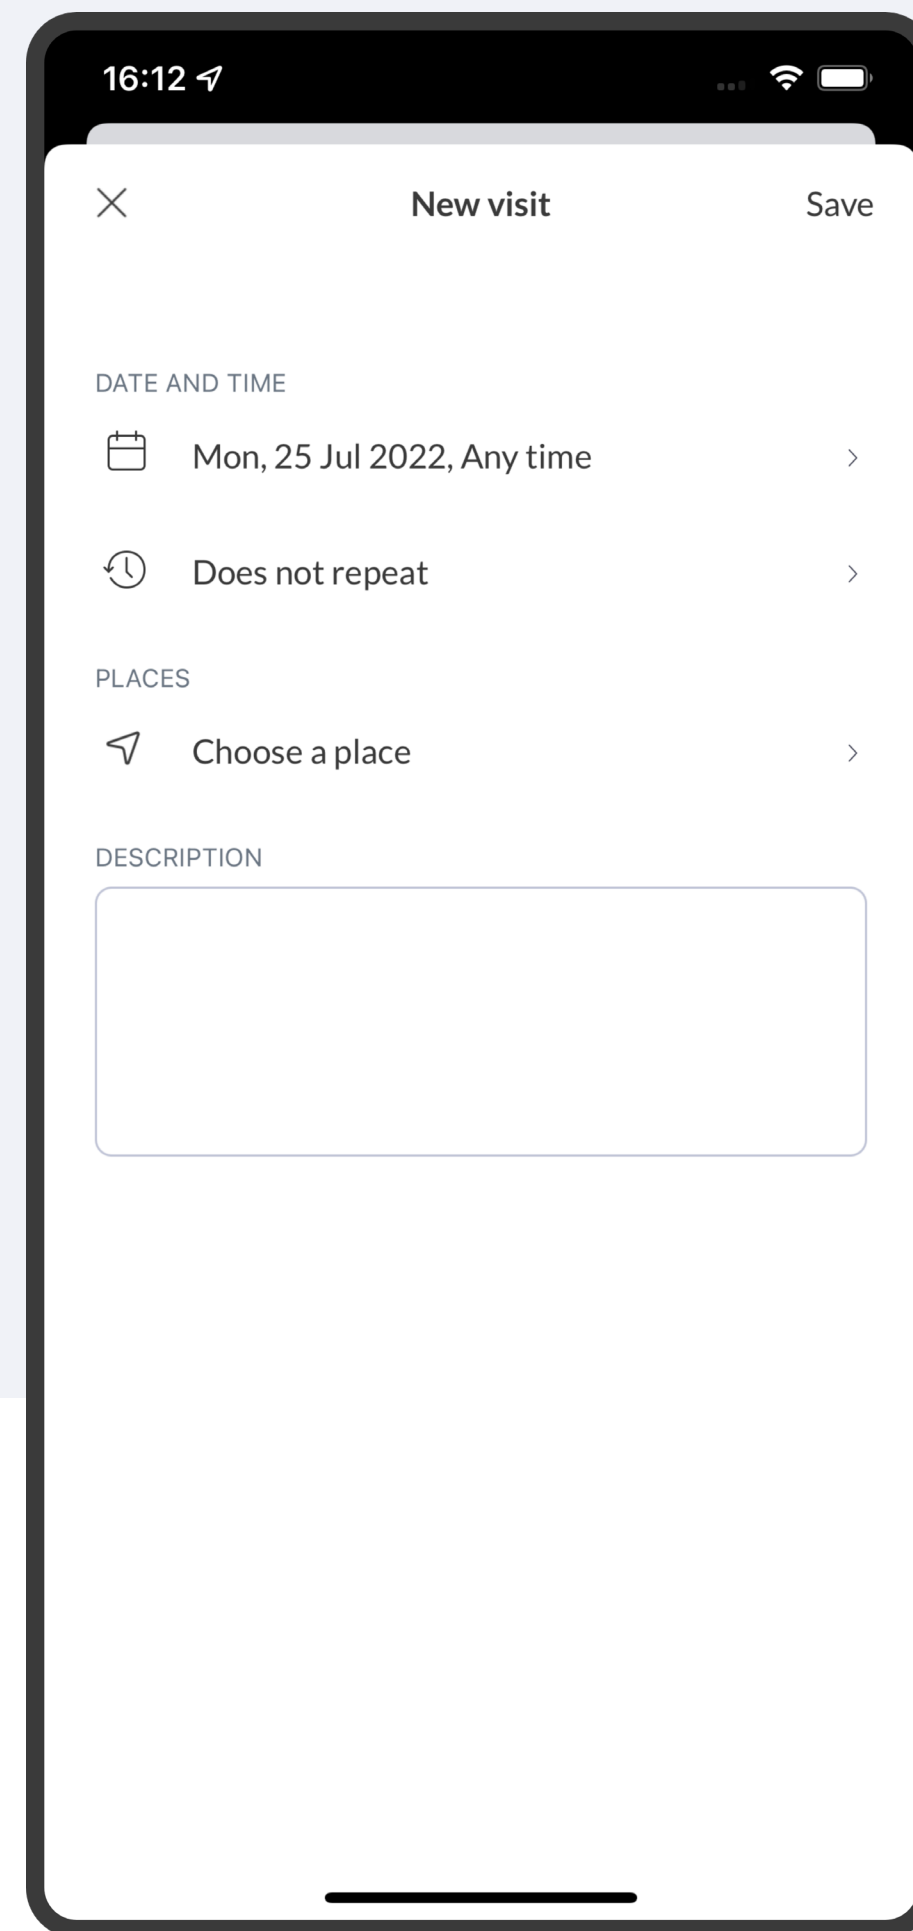 16:12
New visit
Save
DATE AND TIME
Mon, 25 Jul 2022, Any time
Does not repeat
PLACES
Choose a place
DESCRIPTION